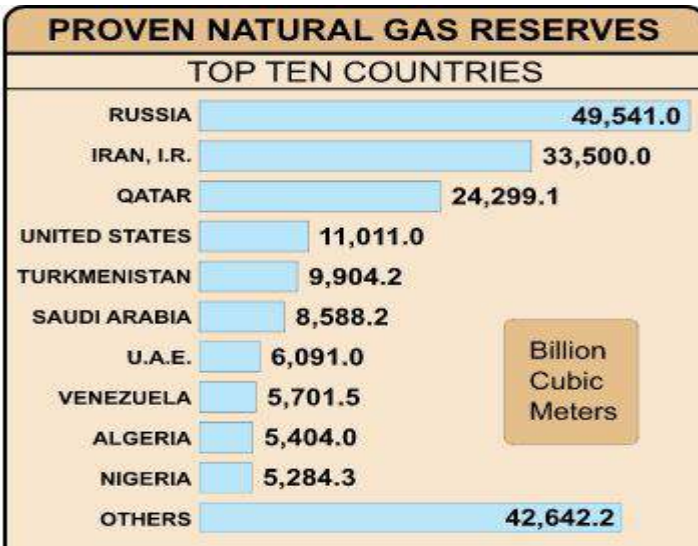 PROVEN NATURAL GAS RESERVES
TOP TEN COUNTRIES
RUSSIA 49,541.0
IRAN, I.R. 33,500.0
QATAR 24,299.1
UNITED STATES 11,011.0
TURKMENISTAN 9,904.2
SAUDI ARABIA 8,588.2
U.A.E. 6,091.0
VENEZUELA 5,701.5
ALGERIA 5,404.0
NIGERIA 5,284.3
OTHERS 42,642.2
Billion
Cubic
Meters